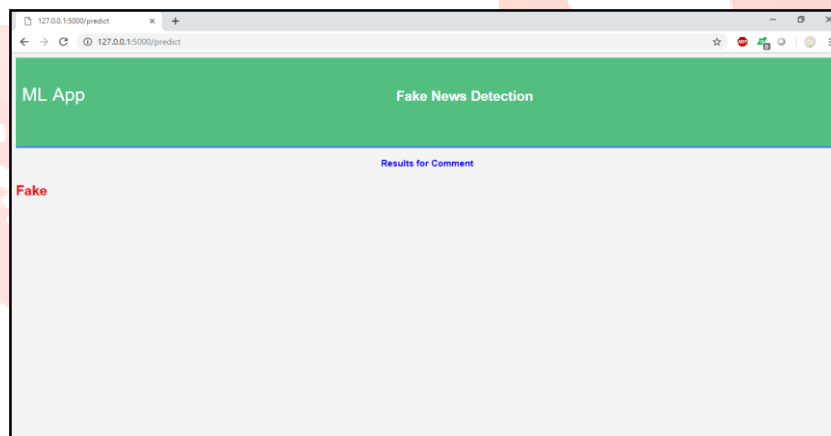 127.0.0.1:5000/predict
127.0.0.1:5000/predict
ABP
ML App
Fake News Detection
Results for Comment
Fake